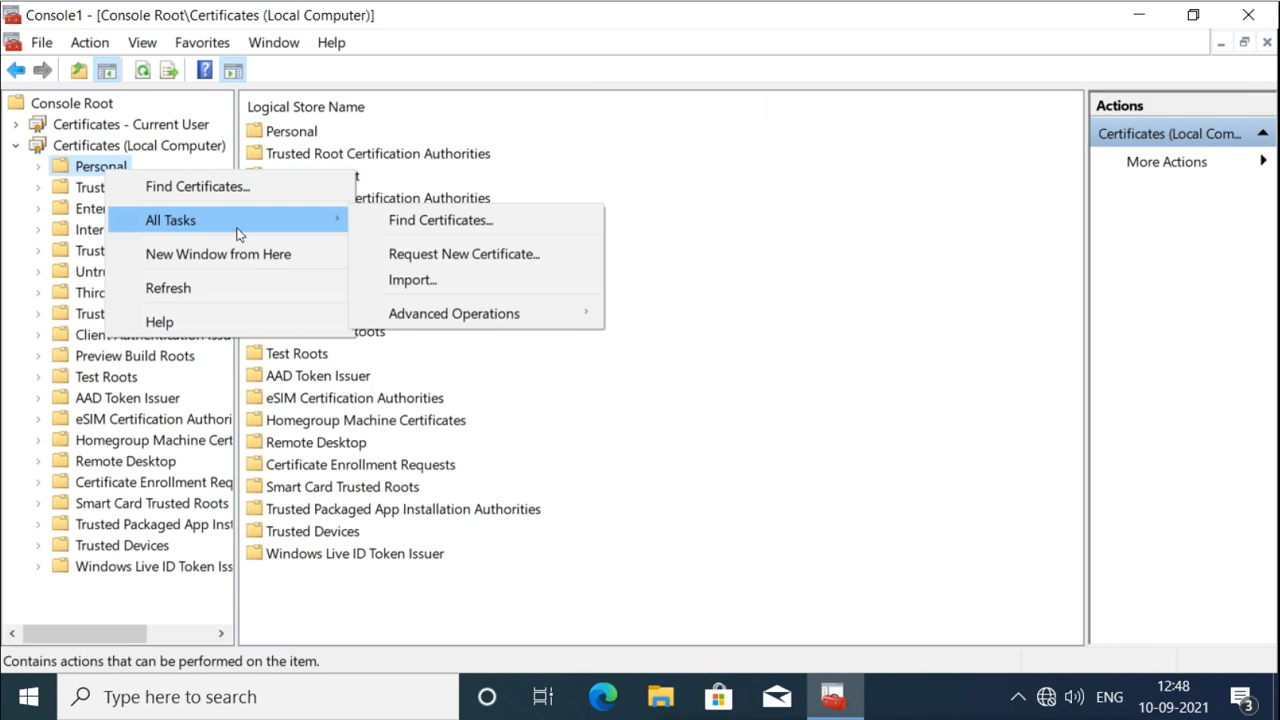 Console1 - [Console Root\Certificates (Local Computer)]
File Action View Favorites Window Help
Console Root
Certificates - Current User
Certificates (Local Computer)
Personal
Trust
Enter
Inter
Trust
Untru
Third
Trust
Client Authentication Issu
Preview Build Roots
Test Roots
AAD Token Issuer
eSIM Certification Authori
Homegroup Machine Cert
Remote Desktop
Certificate Enrollment Req
Smart Card Trusted Roots
Trusted Packaged App Inst
Trusted Devices
Windows Live ID Token Iss
Find Certificates...
All Tasks
New Window from Here
Refresh
Help
Find Certificates...
Request New Certificate...
Import...
Advanced Operations
Logical Store Name
Personal
Trusted Root Certification Authorities
t
ertification Authorities
oots
Test Roots
AAD Token Issuer
eSIM Certification Authorities
Homegroup Machine Certificates
Remote Desktop
Certificate Enrollment Requests
Smart Card Trusted Roots
Trusted Packaged App Installation Authorities
Trusted Devices
Windows Live ID Token Issuer
Actions
Certificates (Local Com...
More Actions
Contains actions that can be performed on the item.
Type here to search
ENG
12:48
10-09-2021
3